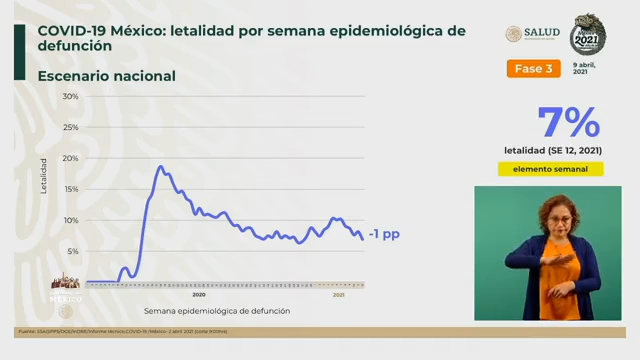 COVID-19 México: letalidad por semana epidemiológica de
defunción
Escenario nacional
SALUD
2021
Fase 3
9 abril,
2021
30%
20%
15%
10%
5%
Letalidad
-1 pp
2020
2021
Semana epidemiológica de defunción
7%
letalidad (SE 12, 2021)
elemento semanal
MÉXICO